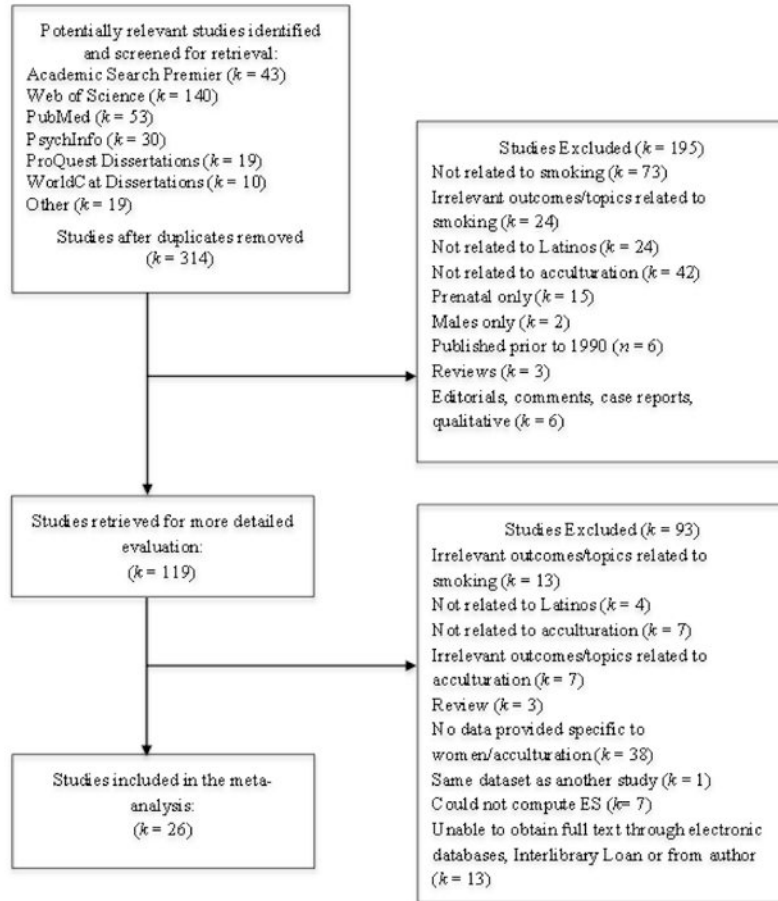 Potentially relevant studies identified
and screened for retrieval:
Academic Search Premier (k = 43)
Web of Science (k = 140)
PubMed (k = 53)
PsychInfo (k = 30)
ProQuest Dissertations (k = 19)
WorldCat Dissertations (k = 10)
Other (k = 19)
Studies after duplicates removed
(k = 314)
Studies Excluded (k = 195)
Not related to smoking (k = 73)
Irrelevant outcomes/topics related to
smoking (k = 24)
Not related to Latinos (k = 24)
Not related to acculturation (k = 42)
Prenatal only (k = 15)
Males only (k = 2)
Published prior to 1990 (n = 6)
Reviews (k = 3)
Editorials, comments, case reports,
qualitative (k = 6)
Studies retrieved for more detailed
evaluation:
(k = 119)
Studies Excluded (k = 93)
Irrelevant outcomes/topics related to
smoking (k = 13)
Not related to Latinos (k = 4)
Not related to acculturation (k = 7)
Irrelevant outcomes/topics related to
acculturation (k = 7)
Review (k = 3)
No data provided specific to
women/acculturation (k = 38)
Same dataset as another study (k = 1)
Could not compute ES (k= 7)
Unable to obtain full text through electronic
databases, Interlibrary Loan or from author
(k = 13)
Studies included in the meta-
analysis:
(k = 26)